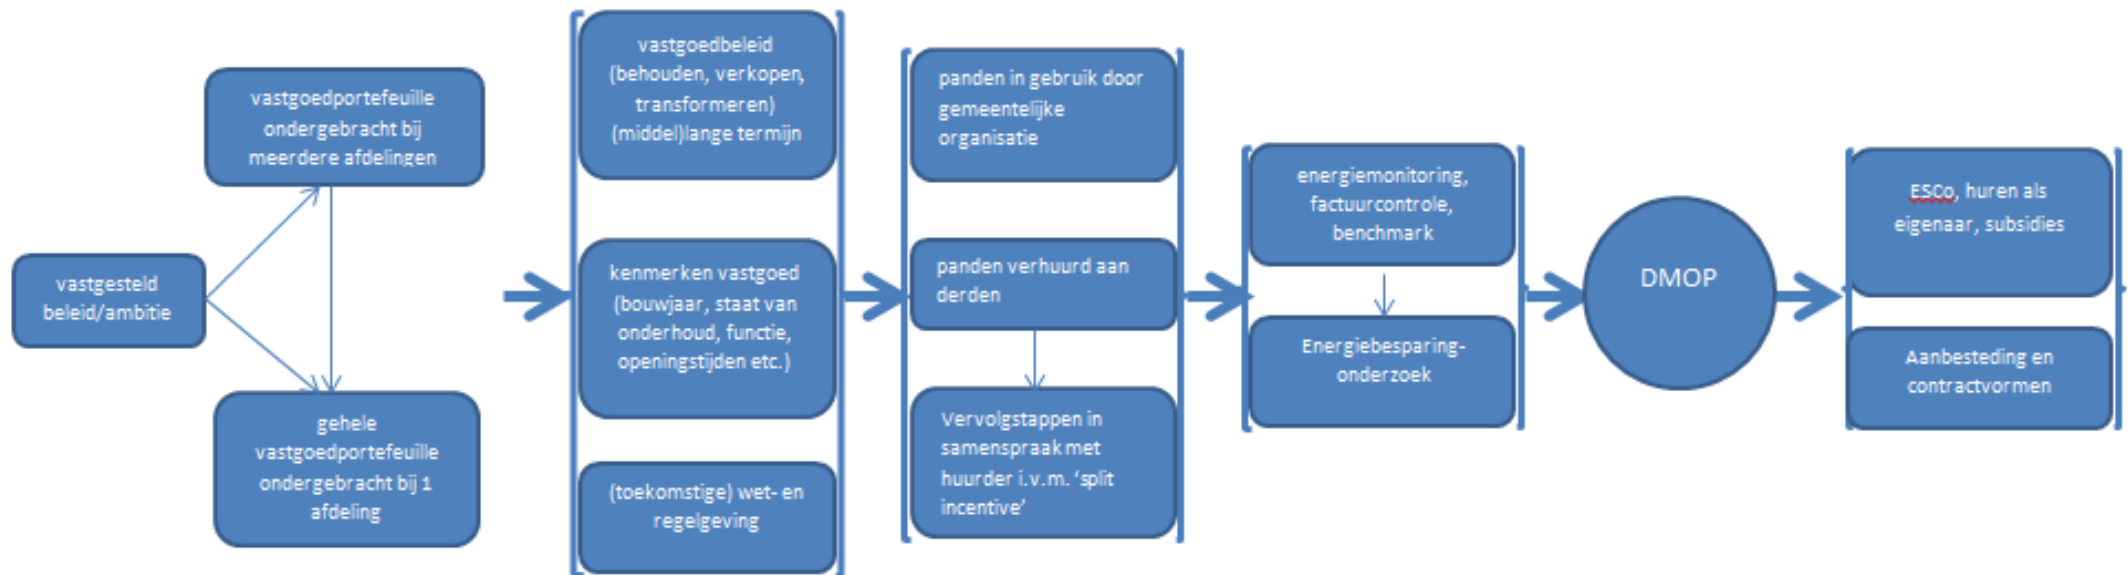 vastgesteld
beleid/ambitie
vastgoedportefeuille
ondergebracht bij
meerdere afdelingen
gehele
vastgoedportefeuille
ondergebracht bij 1
afdeling
vastgoedbeleid
(behouden, verkopen,
transformeren)
(middel)lange termijn
kenmerken vastgoed
(bouwjaar, staat van
onderhoud, functie,
openingstijden etc.)
(toekomstige) wet- en
regelgeving
panden in gebruik door
gemeentelijke
organisatie
panden verhuurd aan
derden
Vervolgstappen in
samenspraak met
huurder i.v.m. ‘split
incentive’
energiemonitoring,
factuurcontrole,
benchmark
Energiebesparing-
onderzoek
DMOP
ESCo, huren als
eigenaar, subsidies
Aanbesteding en
contractvormen